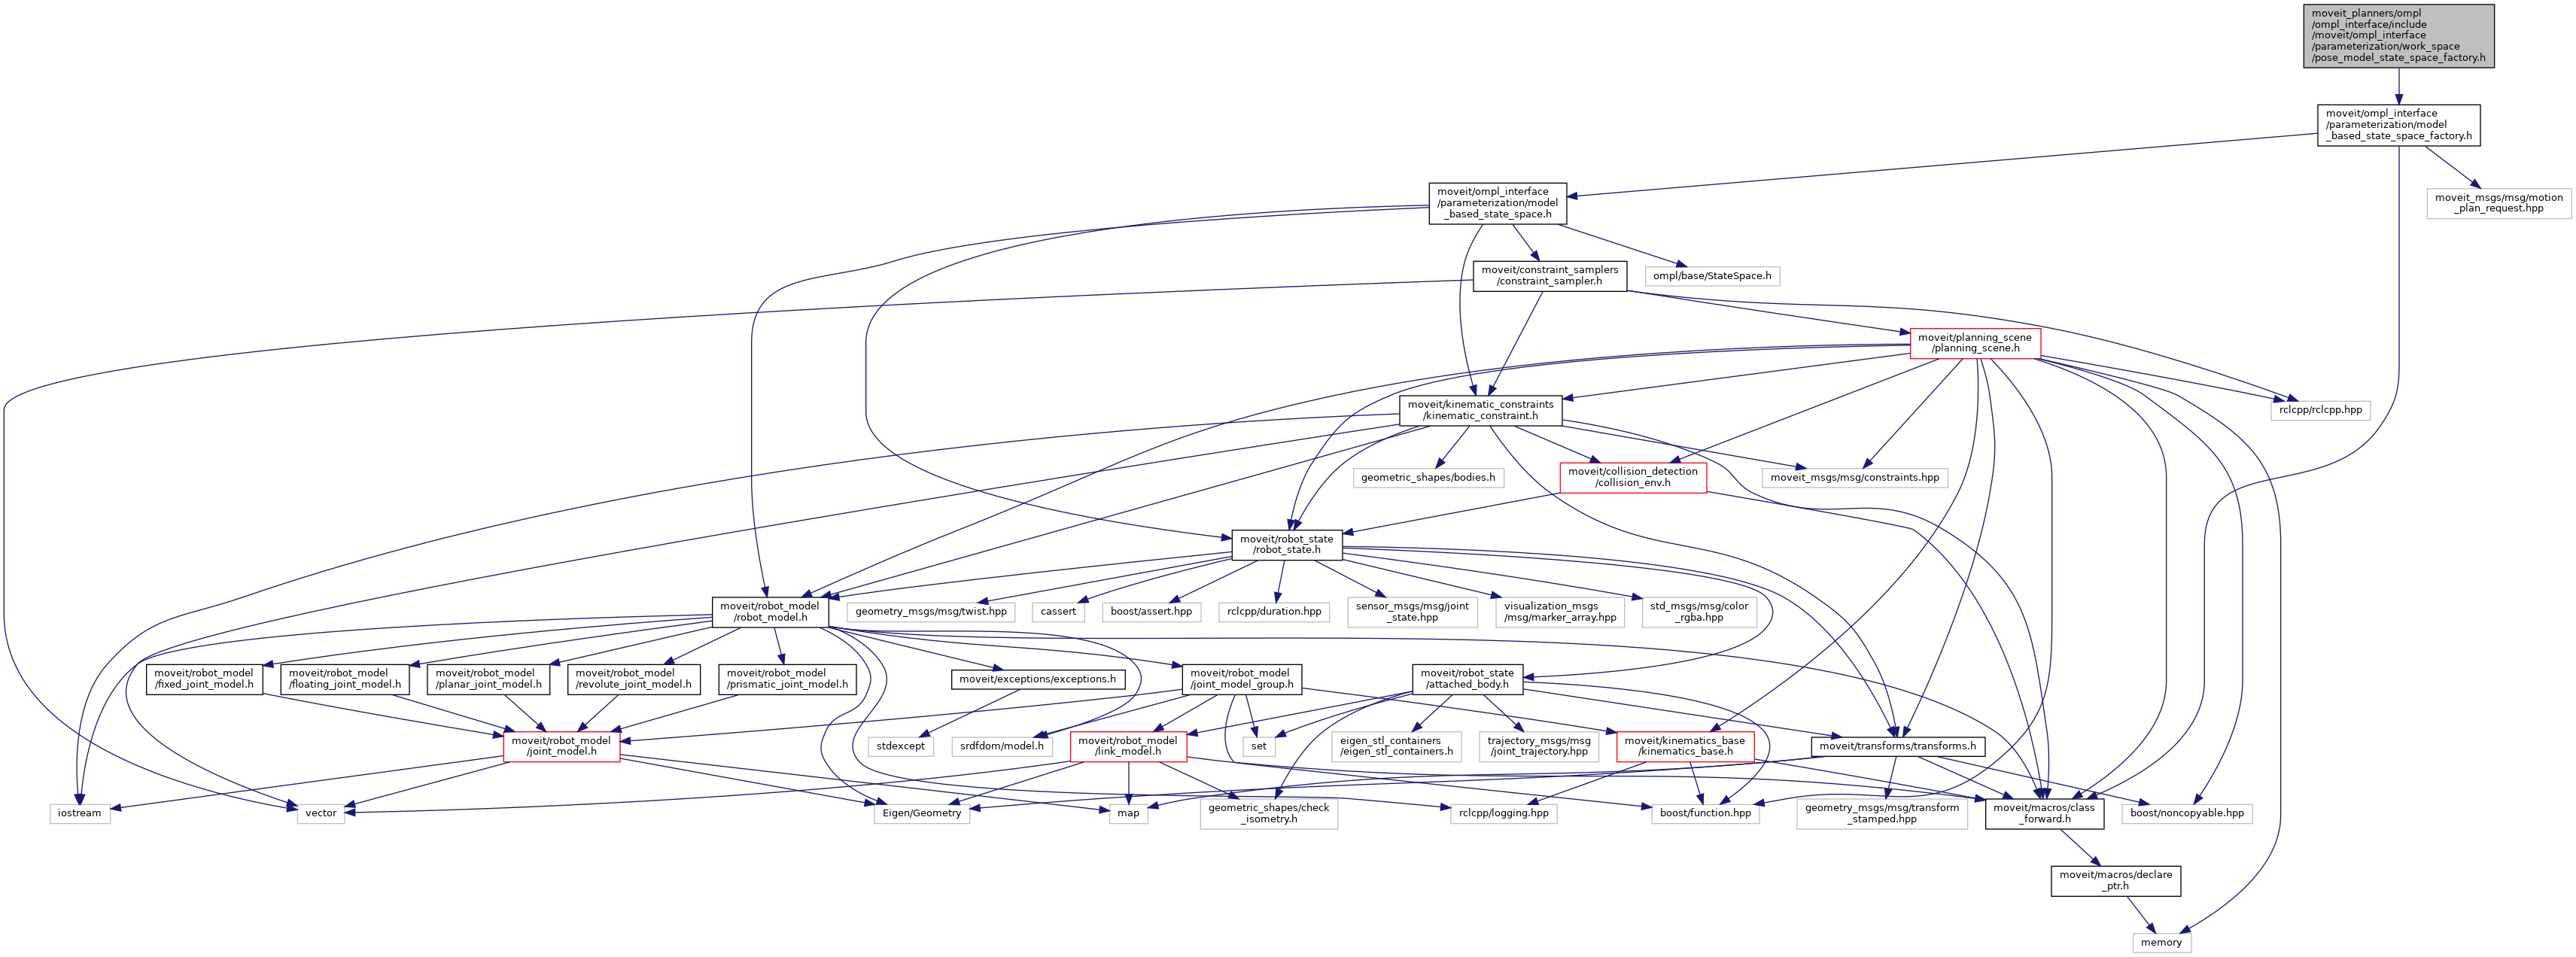 moveit_planners/ompl
/ompl_interface/include
/moveit/ompl_interface
/parameterization/work_space
/pose_model_state_space_factory.h
moveit/ompl_interface
/parameterization/model
_based_state_space_factory.h
moveit/ompl_interface
/parameterization/model
_based_state_space.h
moveit_msgs/msg/motion
_plan_request.hpp
moveit/constraint_samplers
/constraint_sampler.h
ompl/base/StateSpace.h
moveit/planning_scene
/planning_scene.h
moveit/kinematic_constraints
/kinematic_constraint.h
rclcpp/rclcpp.hpp
geometric_shapes/bodies.h
moveit/collision_detection
/collision_env.h
moveit_msgs/msg/constraints.hpp
moveit/robot_state
/robot_state.h
moveit/robot_model
/robot_model.h
geometry_msgs/msg/twist.hpp
cassert
boost/assert.hpp
rclcpp/duration.hpp
sensor_msgs/msg/joint
_state.hpp
visualization_msgs
/msg/marker_array.hpp
std_msgs/msg/color
_rgba.hpp
moveit/robot_model
/fixed_joint_model.h
moveit/robot_model
/floating_joint_model.h
moveit/robot_model
/planar_joint_model.h
moveit/robot_model
/revolute_joint_model.h
moveit/robot_model
/prismatic_joint_model.h
moveit/exceptions/exceptions.h
moveit/robot_model
/joint_model_group.h
moveit/robot_state
/attached_body.h
moveit/robot_model
/joint_model.h
stdexcept
srdfdom/model.h
moveit/robot_model
/link_model.h
set
eigen_stl_containers
/eigen_stl_containers.h
trajectory_msgs/msg
/joint_trajectory.hpp
moveit/kinematics_base
/kinematics_base.h
moveit/transforms/transforms.h
iostream
vector
Eigen/Geometry
map
geometric_shapes/check
_isometry.h
rclcpp/logging.hpp
boost/function.hpp
geometry_msgs/msg/transform
_stamped.hpp
moveit/macros/class
_forward.h
boost/noncopyable.hpp
moveit/macros/declare
_ptr.h
memory